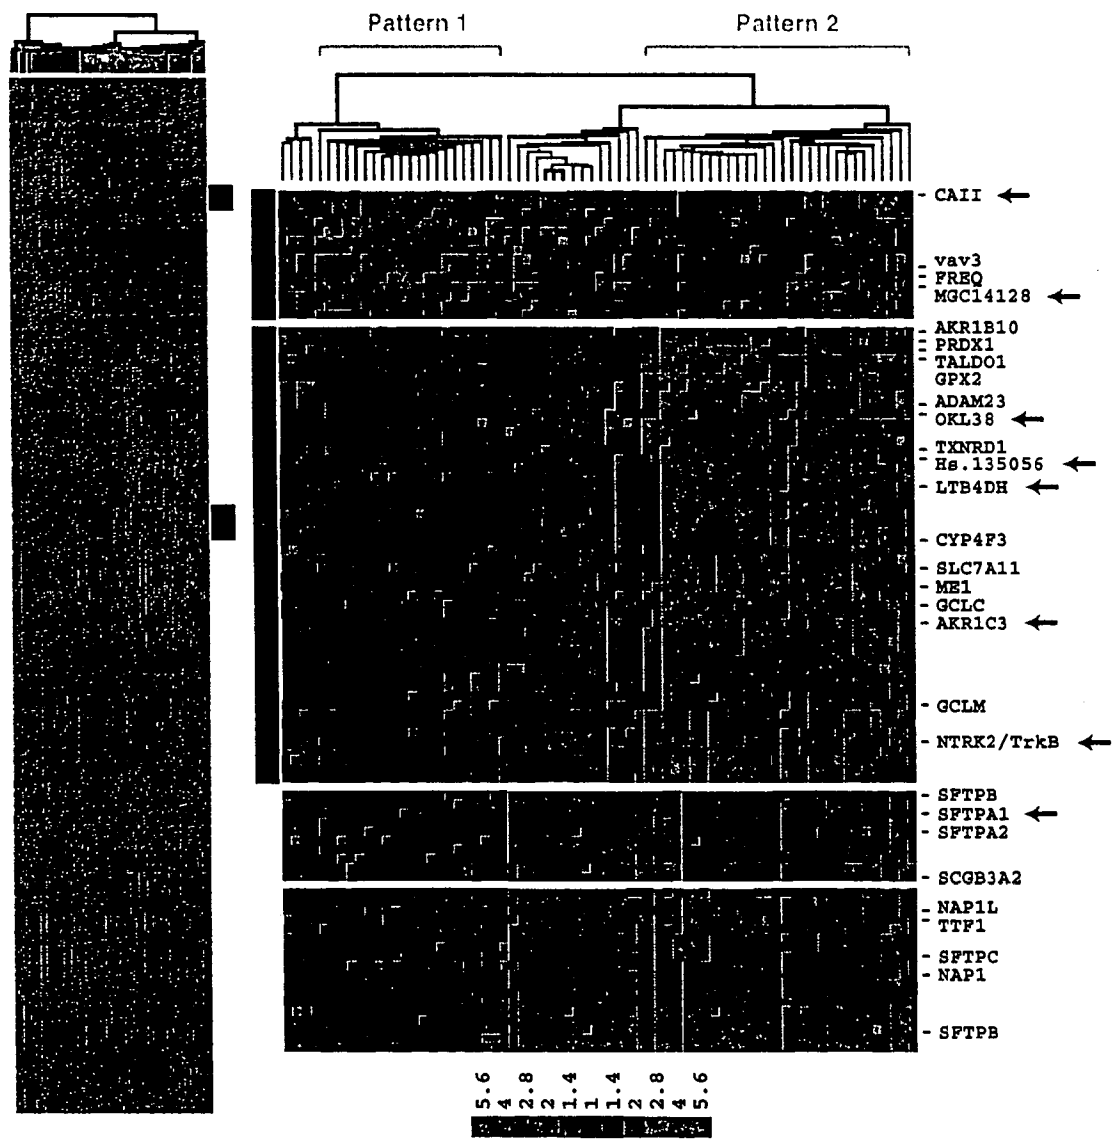 Pattern 1
Pattern 2
CAII
vav3
FREQ
MGC14128
AKR1B10
PRDX1
TALDO1
GPX2
ADAM23
OKL38
TXNRD1
Hs.135056
LTB4DH
CYP4F3
SLC7A11
ME1
GCLC
AKR1C3
GCLM
NTRK2/TrkB
SFTPB
SFTPA1
SFTPA2
SCGB3A2
NAP1L
TTF1
SFTPC
NAP1
SFTPB
5.6
4
2.8
2
1.4
1
1.4
2
2.8
4
5.6